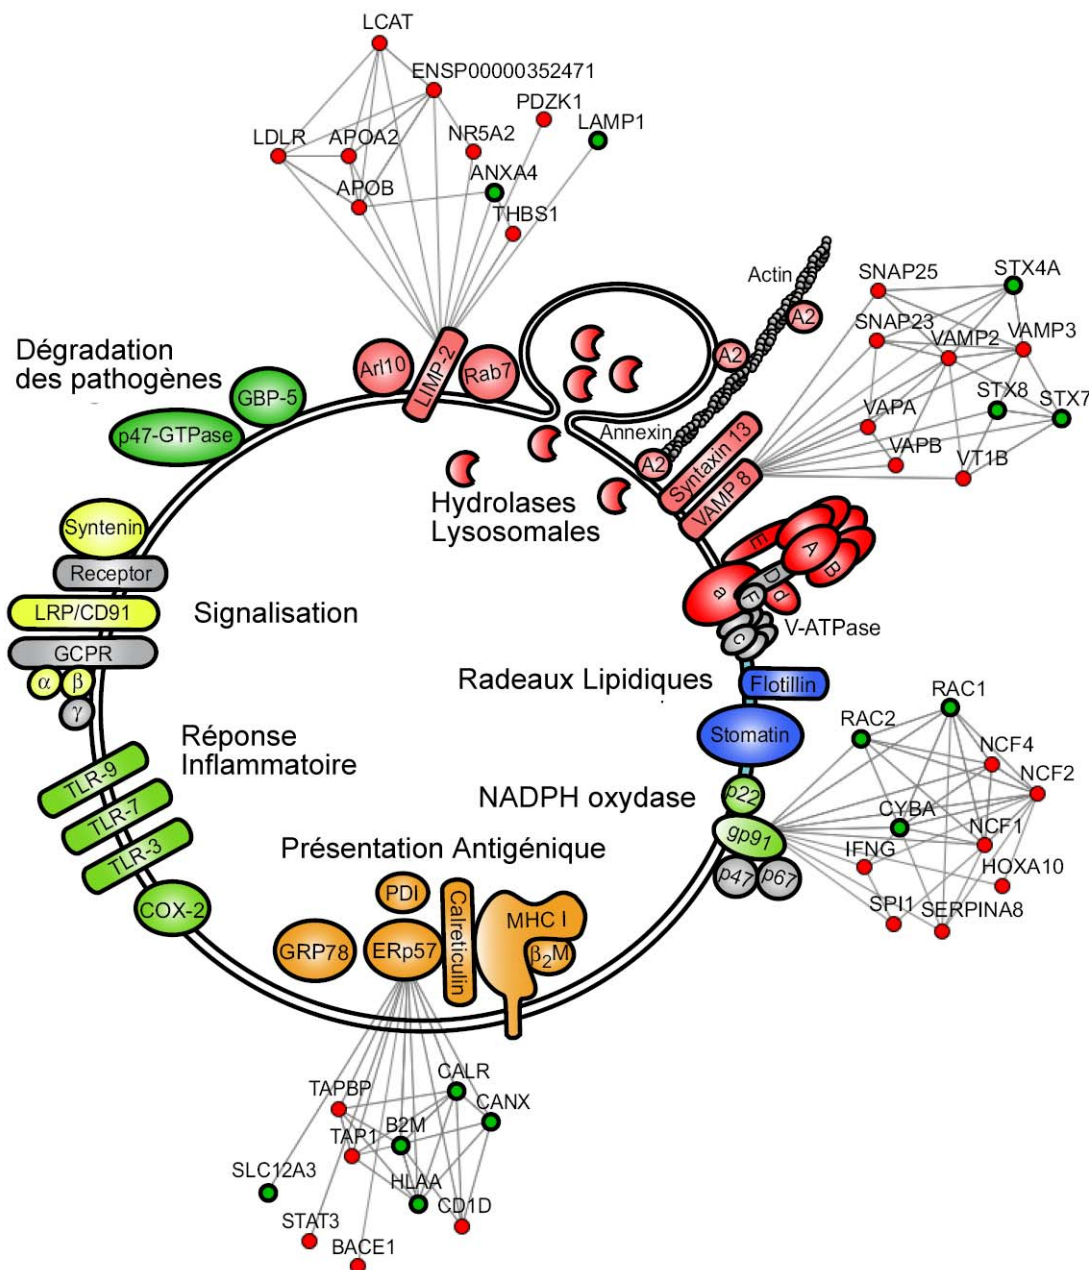 LCAT
ENSP00000352471
PDZK1
LAMP1
LDLR
APOA2
NR5A2
ANXA4
APOB
THBS1
Actin
A2
A2
SNAP25
STX4A
SNAP23
VAMP2
VAMP3
STX8
STX7
VAPA
VAPB
VT1B
Dégradation
des pathogènes
GBP-5
p47-GTPase
Arl10
LIMP-2
Rab7
Annexin
A2
Syntaxin 13
VAMP 8
Hydrolases
Lysosomales
Syntenin
Receptor
LRP/CD91
GCPR
α
β
γ
Signalisation
E
A
B
D
d
a
F
c
V-ATPase
Radeaux Lipidiques
Flotillin
Stomatin
Réponse
Inflammatoire
TLR-9
TLR-7
TLR-3
COX-2
NADPH oxydase
p22
gp91
p47
p67
RAC1
RAC2
NCF4
NCF2
CYBA
NCF1
IFNG
HOXA10
SPI1
SERPINA8
Présentation Antigénique
PDI
GRP78
ERp57
Calreticulin
MHC I
β2M
CALR
TAPBP
CANX
B2M
TAP1
SLC12A3
HLAA
CD1D
STAT3
BACE1